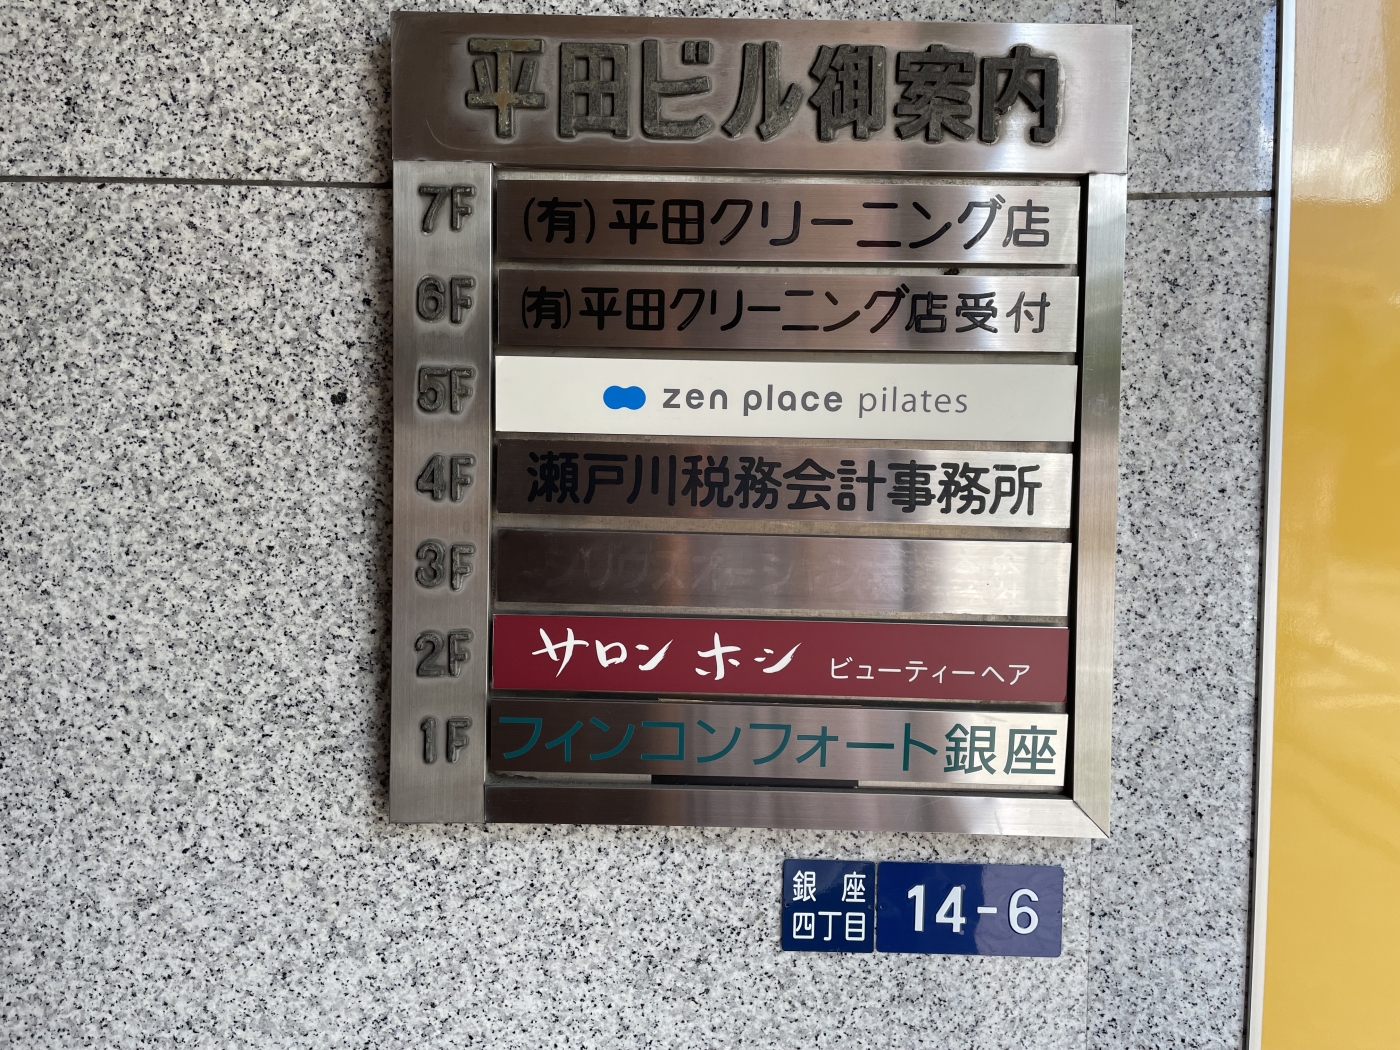 平田ビル御案内
7F (有)平田クリーニング店
6F (有)平田クリーニング店受付
5F zen place pilates
4F 瀬戸川税務会計事務所
3F
2F サロン ホシ ビューティーヘア
1F フィンコンフォート銀座
銀座
四丁目
14-6